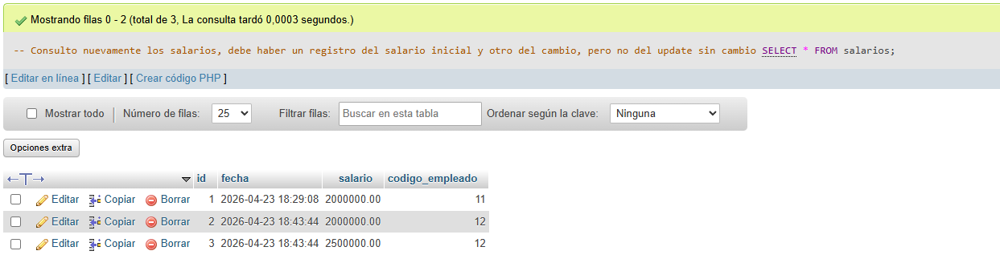 Mostrando filas 0 - 2 (total de 3, La consulta tardó 0,0003 segundos.)
-- Consulto nuevamente los salarios, debe haber un registro del salario inicial y otro del cambio, pero no del update sin cambio SELECT * FROM salarios;
[ Editar en línea ] [ Editar ] [ Crear código PHP ]
Mostrar todo Número de filas: 25 Filtrar filas: Buscar en esta tabla Ordenar según la clave: Ninguna
Opciones extra
←T→ id fecha salario codigo_empleado
Editar Copiar Borrar 1 2026-04-23 18:29:08 2000000.00 11
Editar Copiar Borrar 2 2026-04-23 18:43:44 2000000.00 12
Editar Copiar Borrar 3 2026-04-23 18:43:44 2500000.00 12